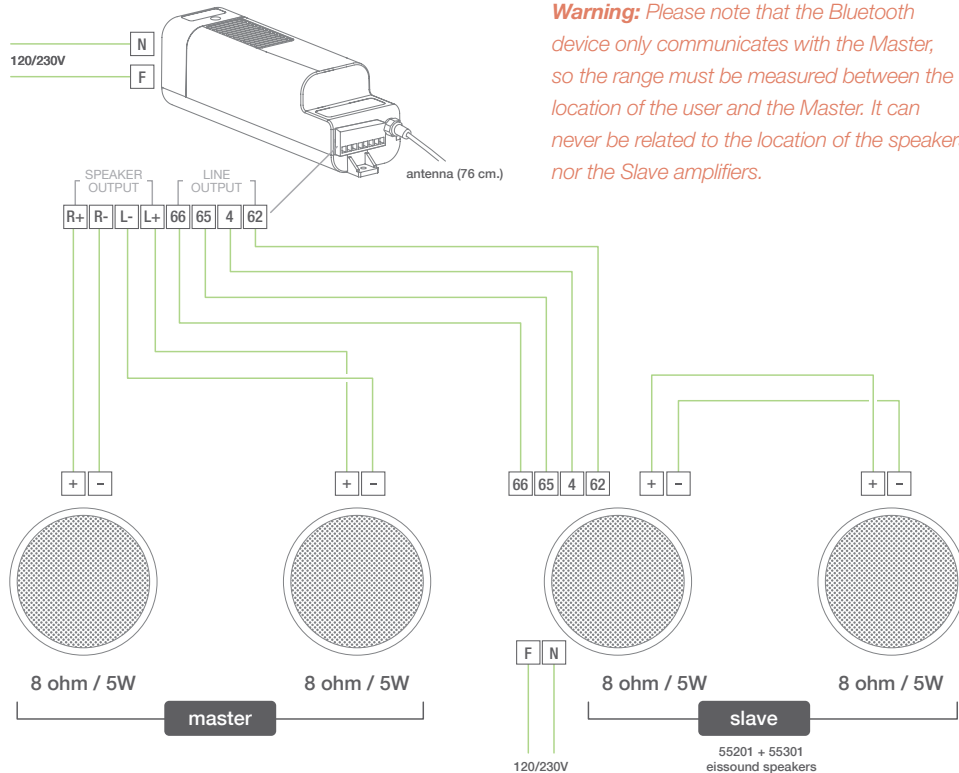 Warning: Please note that the Bluetooth
device only communicates with the Master,
so the range must be measured between the
location of the user and the Master. It can
never be related to the location of the speaker
nor the Slave amplifiers.
N
120/230V
F
antenna (76 cm.)
SPEAKER OUTPUT
LINE OUTPUT
R+ R- L- L+ 66 65 4 62
+ - + - 66 65 4 62 + - + -
F N
8 ohm / 5W 8 ohm / 5W 8 ohm / 5W 8 ohm / 5W
master slave
55201 + 55301
eissound speakers
120/230V